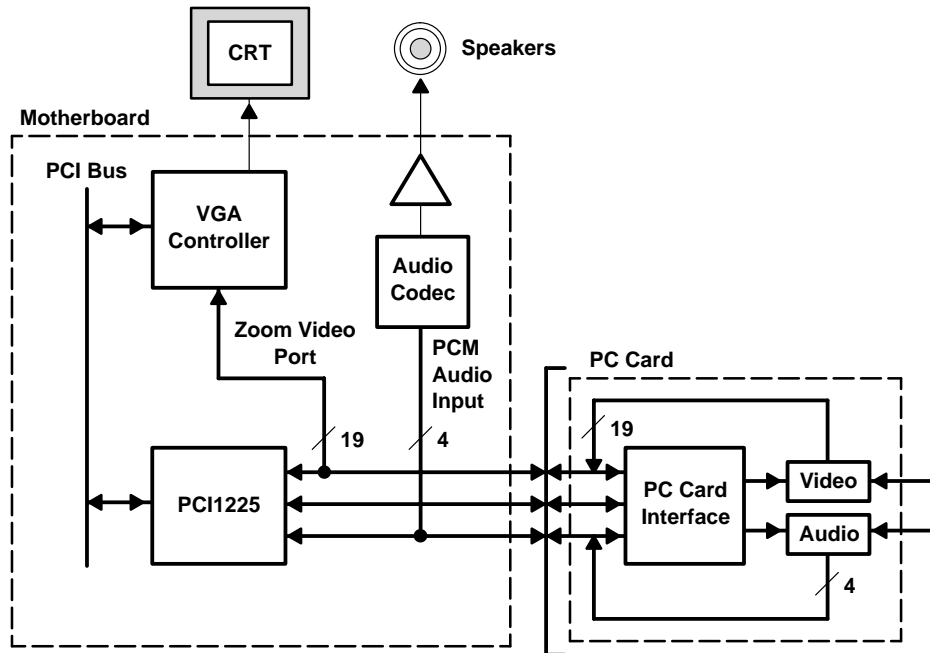 CRT
Speakers
Motherboard
PCI Bus
VGA
Controller
Audio
Codec
Zoom Video
Port
PCM
Audio
Input
PC Card
19
4
19
PCI1225
PC Card
Interface
Video
Audio
4